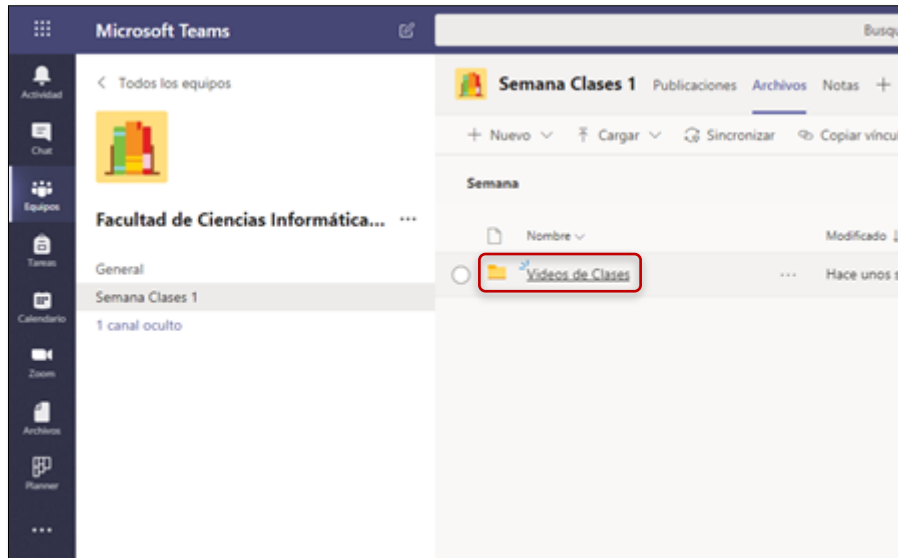 Microsoft Teams
Actividad
Chat
Equipos
Tareas
Calendario
Zoom
Archivos
Planner
Todos los equipos
Facultad de Ciencias Informática...
General
Semana Clases 1
1 canal oculto
Busqu
Semana Clases 1 Publicaciones Archivos Notas
Nuevo Cargar Sincronizar Copiar víncul
Semana
Nombre Modificado
Videos de Clases Hace unos s